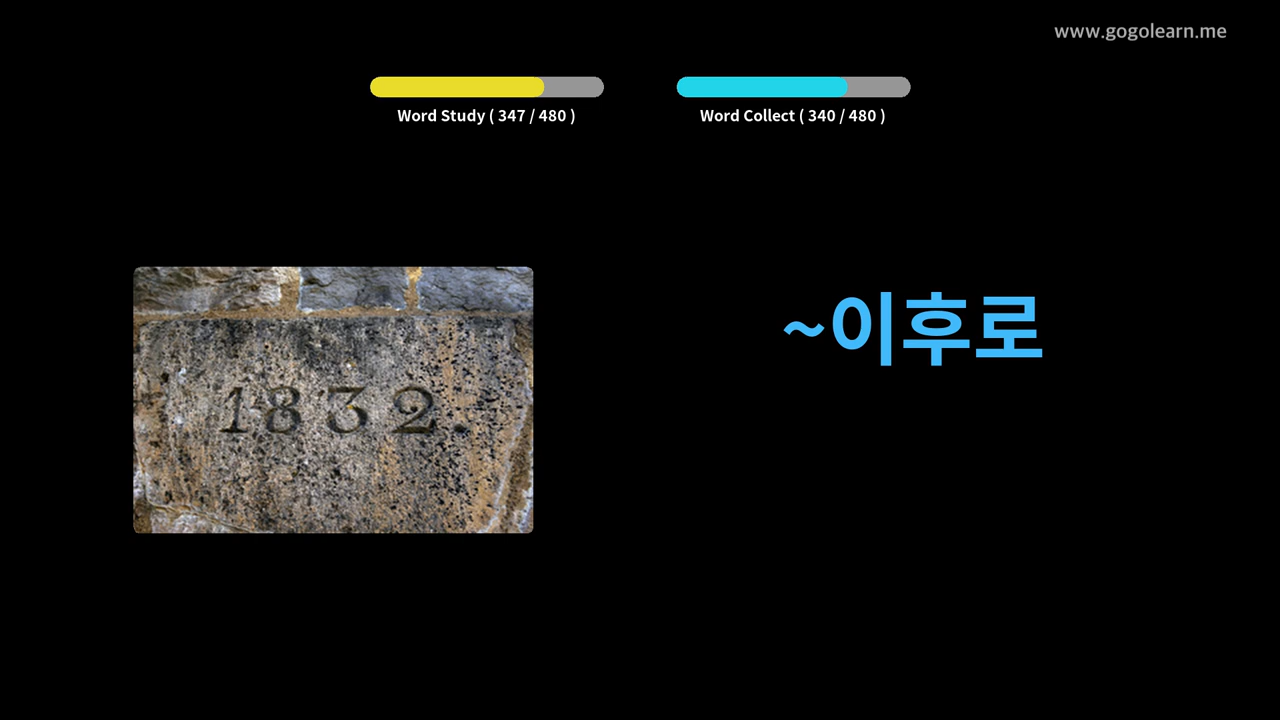 www.gogolearn.me
Word Study ( 347 / 480 )
Word Collect ( 340 / 480 )
~이후로
1832.